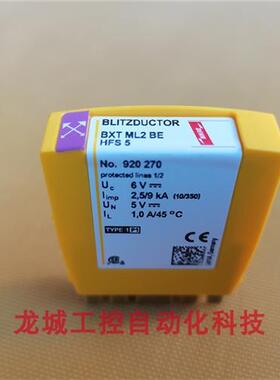 BLITZDUCTOR
BXT ML2 BE
HFS 5
No. 920 270
protected lines 1/2
Uc 6 V
Iimp 2,5/9 kA (10/350)
UN 5 V
IL 1,0 A/45 °C
TYPE 1 P1
CE
龙城工控自动化科技